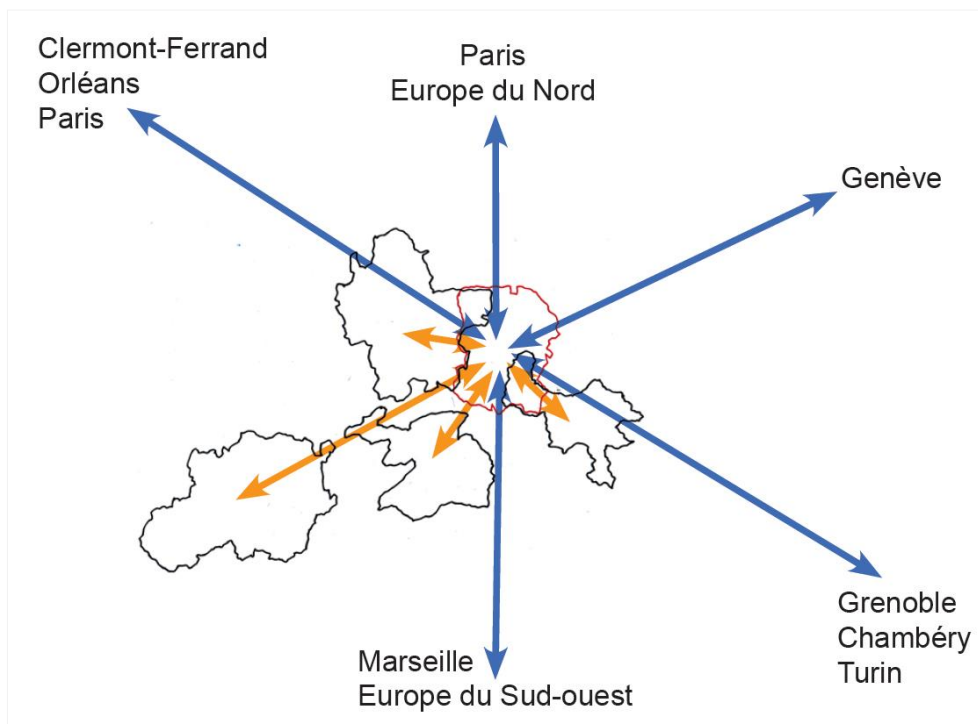 Clermont-Ferrand
Orléans
Paris
Paris
Europe du Nord
Genève
Grenoble
Chambéry
Turin
Marseille
Europe du Sud-ouest